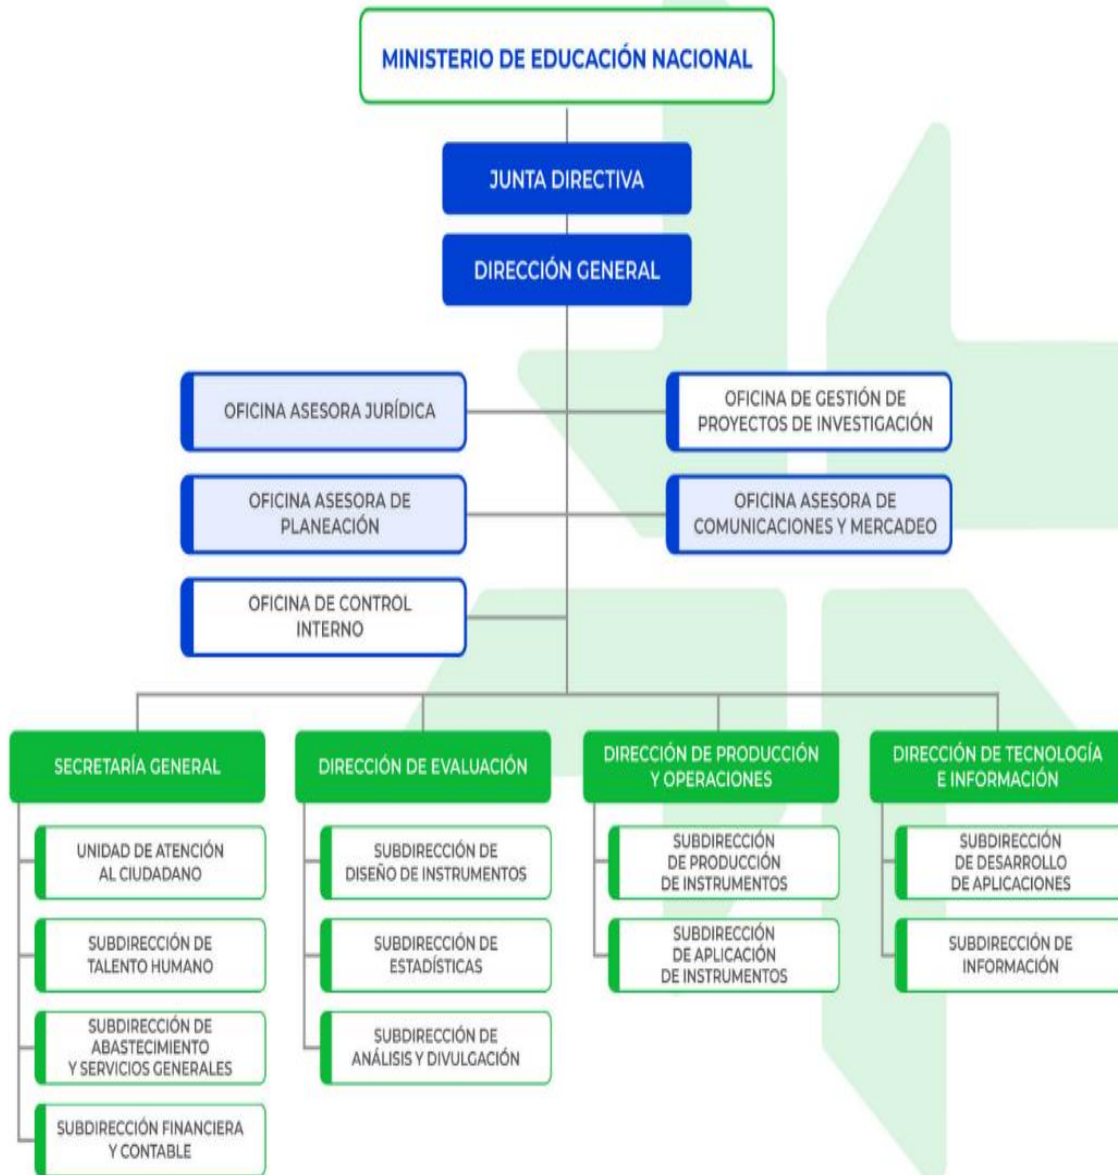 MINISTERIO DE EDUCACIÓN NACIONAL
JUNTA DIRECTIVA
DIRECCIÓN GENERAL
OFICINA ASESORA JURÍDICA
OFICINA DE GESTIÓN DE
PROYECTOS DE INVESTIGACIÓN
OFICINA ASESORA DE
PLANEACIÓN
OFICINA ASESORA DE
COMUNICACIONES Y MERCADEO
OFICINA DE CONTROL
INTERNO
SECRETARÍA GENERAL
UNIDAD DE ATENCIÓN
AL CIUDADANO
SUBDIRECCIÓN DE
TALENTO HUMANO
SUBDIRECCIÓN DE
ABASTECIMIENTO
Y SERVICIOS GENERALES
SUBDIRECCIÓN FINANCIERA
Y CONTABLE
DIRECCIÓN DE EVALUACIÓN
SUBDIRECCIÓN DE
DISEÑO DE INSTRUMENTOS
SUBDIRECCIÓN DE
ESTADÍSTICAS
SUBDIRECCIÓN DE
ANÁLISIS Y DIVULGACIÓN
DIRECCIÓN DE PRODUCCIÓN
Y OPERACIONES
SUBDIRECCIÓN
DE PRODUCCIÓN
DE INSTRUMENTOS
SUBDIRECCIÓN
DE APLICACIÓN
DE INSTRUMENTOS
DIRECCIÓN DE TECNOLOGÍA
E INFORMACIÓN
SUBDIRECCIÓN
DE DESARROLLO
DE APLICACIONES
SUBDIRECCIÓN DE
INFORMACIÓN